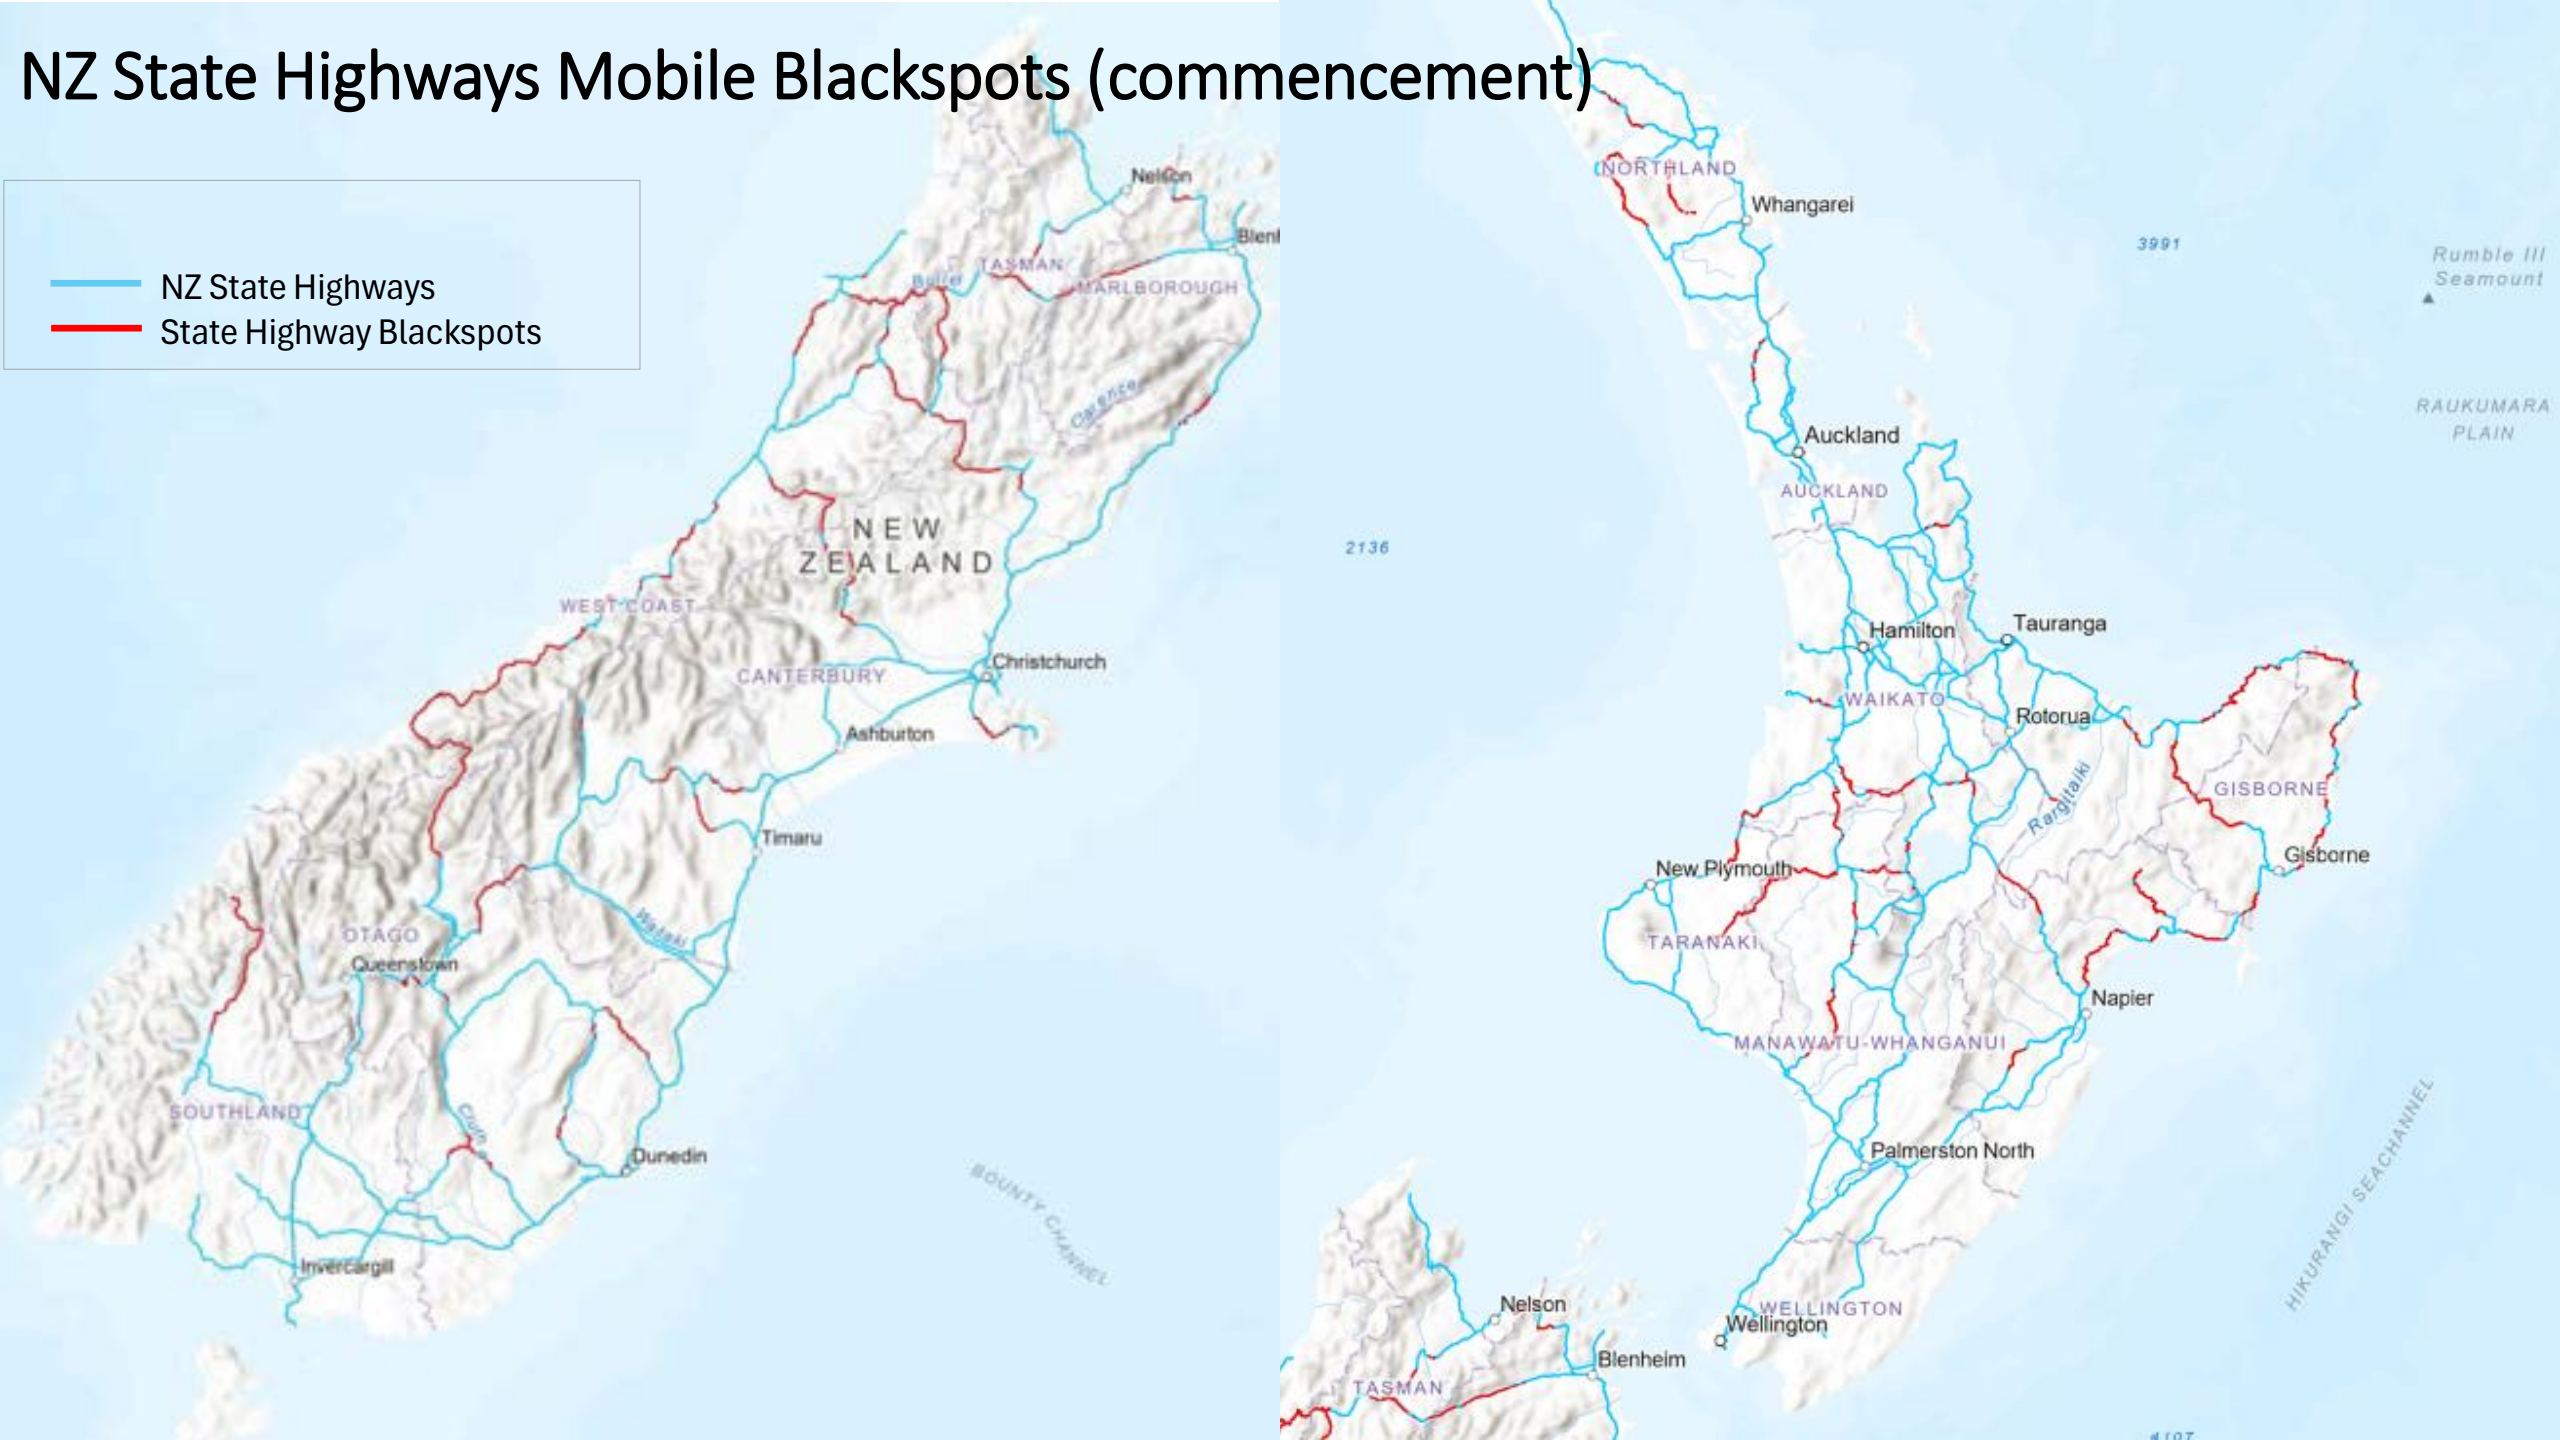 NZ State Highways Mobile Blackspots (commencement)
NZ State Highways
State Highway Blackspots
Nelson
TASMAN
Buller
MARLBOROUGH
Clarence
NEW
ZEALAND
WEST COAST
Christchurch
CANTERBURY
Ashburton
Timaru
Waitaki
OTAGO
Queenstown
SOUTHLAND
Clutha
Dunedin
Invercargill
BOUNTY CHANNEL
NORTHLAND
Whangarei
3991
Rumble III
Seamount
RAUKUMARA
PLAIN
Auckland
AUCKLAND
2136
Hamilton
Tauranga
WAIKATO
Rotorua
Rangitaiki
GISBORNE
Gisborne
New Plymouth
TARANAKI
Napier
MANAWATU-WHANGANUI
Palmerston North
HIKURANGI SEACHANNEL
Nelson
WELLINGTON
Wellington
Blenheim
TASMAN